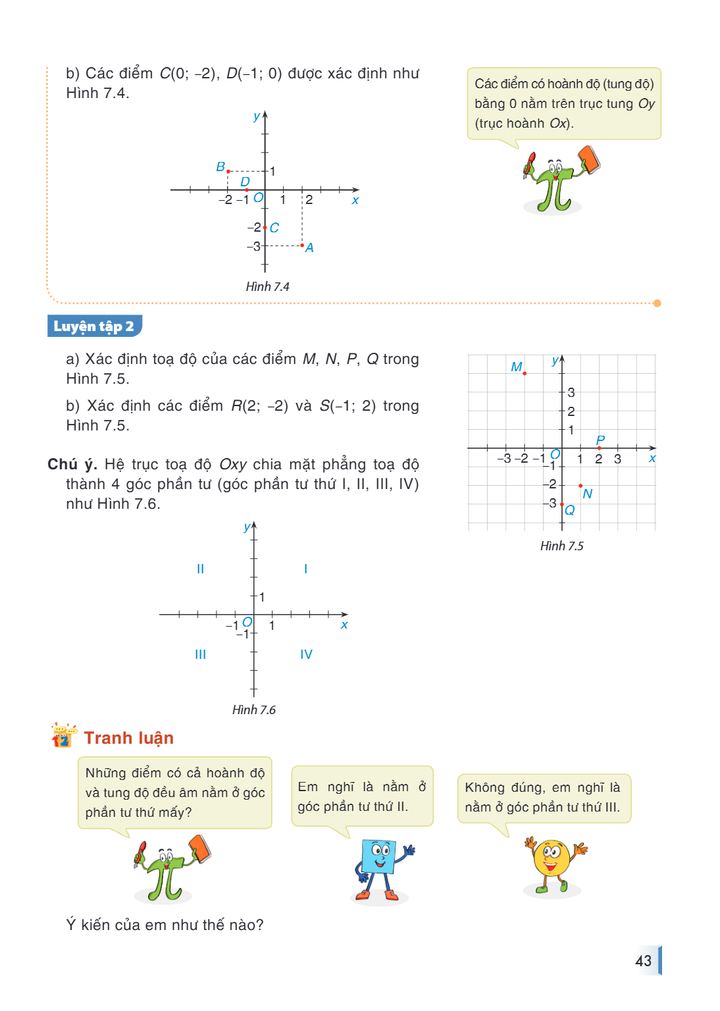 b) Các điểm C(0; –2), D(–1; 0) được xác định như
Hình 7.4.
Các điểm có hoành độ (tung độ)
bằng 0 nằm trên trục tung Oy
(trục hoành Ox).
y
B
1
D
–2 –1 O 1 2 x
–2 C
–3 A
Hình 7.4
Luyện tập 2
a) Xác định toạ độ của các điểm M, N, P, Q trong
Hình 7.5.
b) Xác định các điểm R(2; –2) và S(–1; 2) trong
Hình 7.5.
Chú ý. Hệ trục toạ độ Oxy chia mặt phẳng toạ độ
thành 4 góc phần tư (góc phần tư thứ I, II, III, IV)
như Hình 7.6.
M y
3
2
1
P
O
–3 –2 –1 1 2 3 x
–1
–2
N
–3
Q
Hình 7.5
y
II I
1
–1 O 1 x
–1
III IV
Hình 7.6
Tranh luận
Những điểm có cả hoành độ
và tung độ đều âm nằm ở góc
phần tư thứ mấy?
Em nghĩ là nằm ở
góc phần tư thứ II.
Không đúng, em nghĩ là
nằm ở góc phần tư thứ III.
Ý kiến của em như thế nào?
43